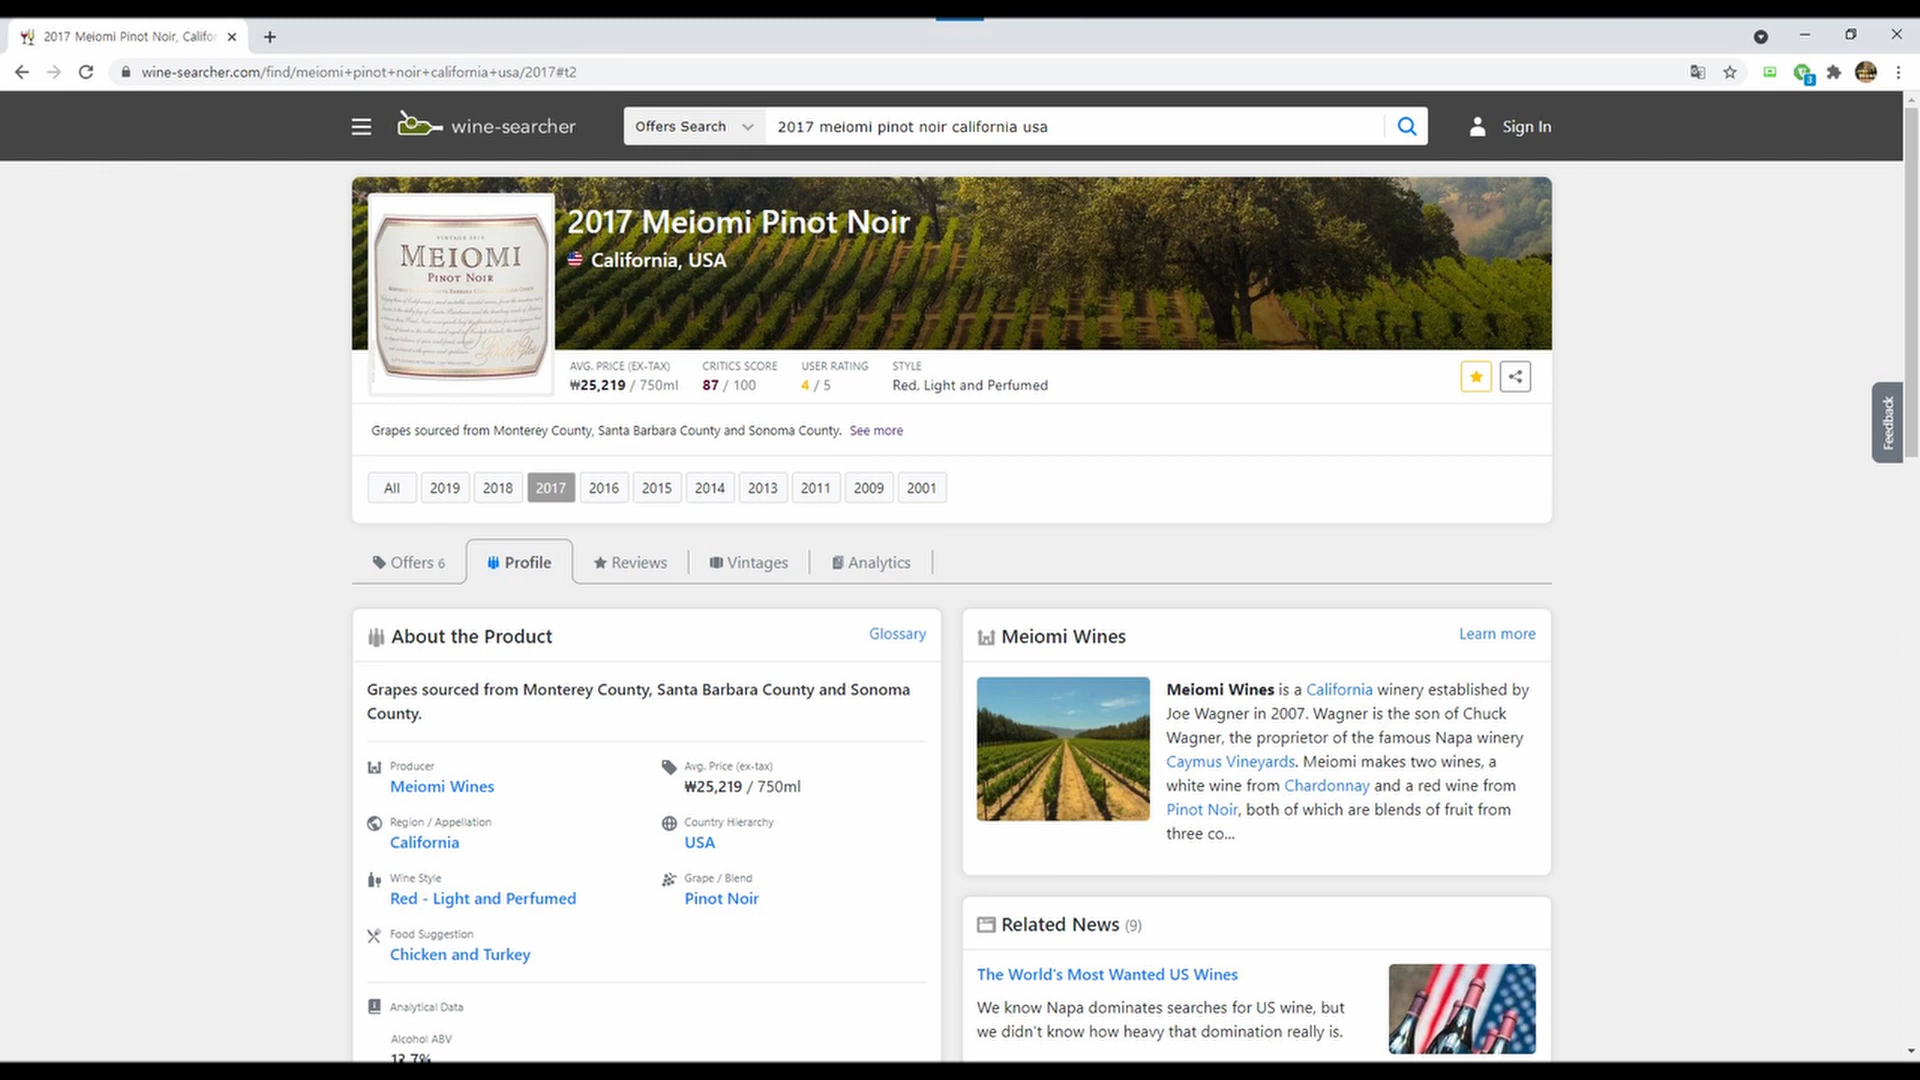 2017 Meiomi Pinot Noir, Califor
wine-searcher.com/find/meiomi+pinot+noir+california+usa/2017#t2
3
wine-searcher
Offers Search
2017 meiomi pinot noir california usa
Sign In
MEIOMI
PINOT NOIR
2017 Meiomi Pinot Noir
California, USA
AVG. PRICE (EX-TAX) CRITICS SCORE USER RATING STYLE
₩25,219 / 750ml 87 / 100 4 / 5 Red, Light and Perfumed
Feedback
Grapes sourced from Monterey County, Santa Barbara County and Sonoma County. See more
All 2019 2018 2017 2016 2015 2014 2013 2011 2009 2001
Offers 6 Profile Reviews Vintages Analytics
About the Product Glossary
Grapes sourced from Monterey County, Santa Barbara County and Sonoma
County.
Producer Avg. Price (ex-tax)
Meiomi Wines ₩25,219 / 750ml
Region / Appellation Country Hierarchy
California USA
Wine Style Grape / Blend
Red - Light and Perfumed Pinot Noir
Food Suggestion
Chicken and Turkey
Analytical Data
Alcohol ABV
13.7%
Meiomi Wines Learn more
Meiomi Wines is a California winery established by
Joe Wagner in 2007. Wagner is the son of Chuck
Wagner, the proprietor of the famous Napa winery
Caymus Vineyards. Meiomi makes two wines, a
white wine from Chardonnay and a red wine from
Pinot Noir, both of which are blends of fruit from
three co...
Related News (9)
The World's Most Wanted US Wines
We know Napa dominates searches for US wine, but
we didn't know how heavy that domination really is.